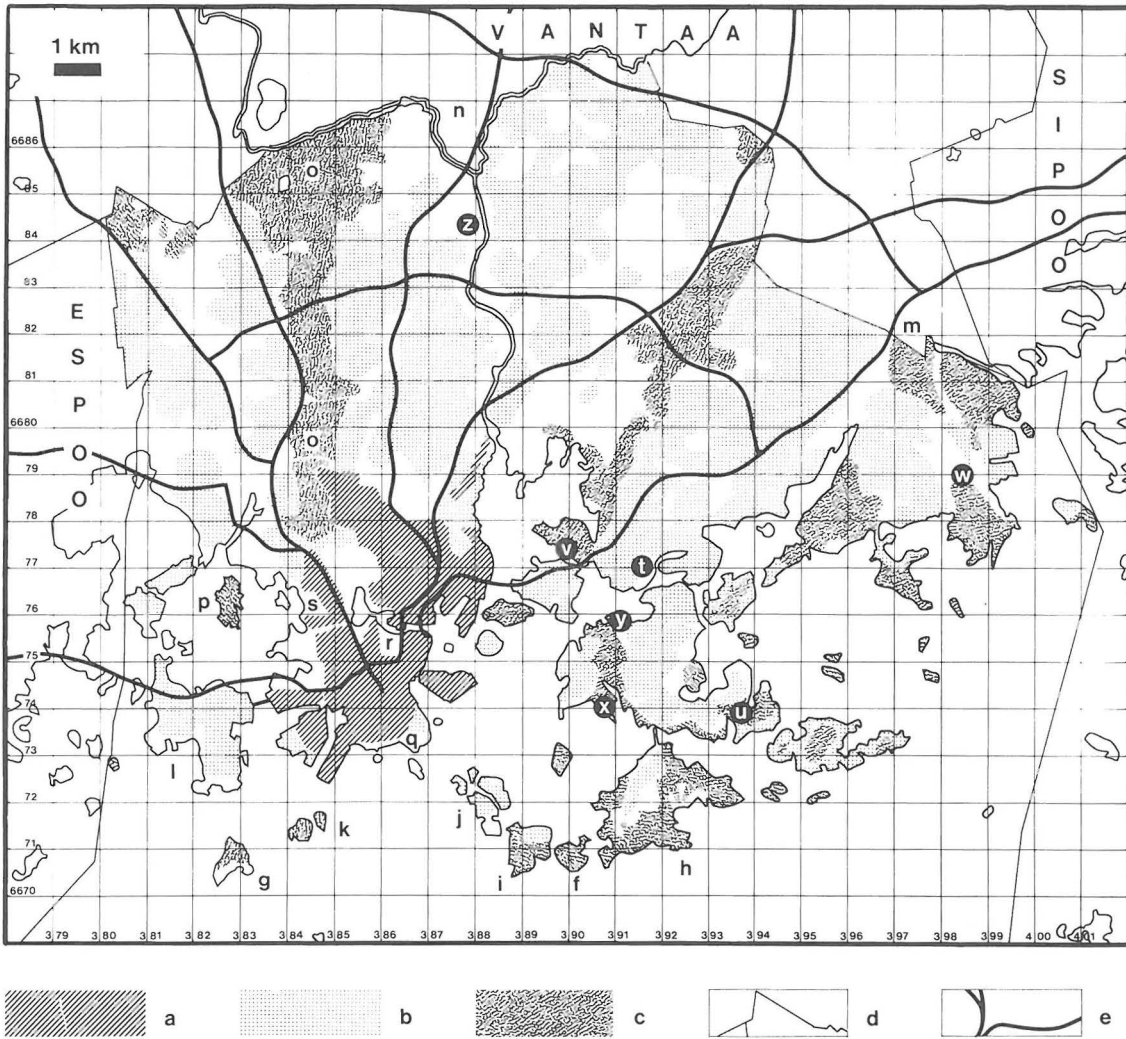 V A N T A A
1 km
S I P O O
n
6686
o
85
z
84
83
E S P O O
82
m
81
6680
o
79
w
78
v
77
t
p
s
76
y
r
75
x
u
74
q
73
l
72
j
k
71
g
i
f
h
6670
3 79 3 80 3 81 3 82 3 83 3 84 3 85 3 86 3 87 3 88 3 89 3 90 3 91 3 92 3 93 3 94 3 95 3 96 3 97 3 98 3 99 4 00 4 01
a b c d e